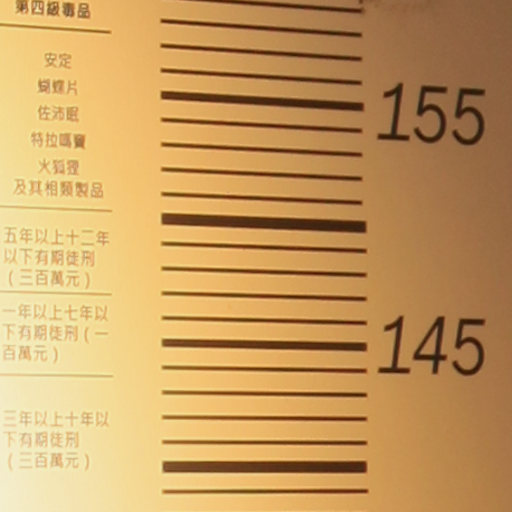 第四級毒品
安定
蝴蝶片
佐沛眠
特拉嗎竇
火狐狸
及其相類製品
五年以上十二年
以下有期徒刑
（三百萬元）
一年以上七年以
下有期徒刑（一
百萬元）
三年以上十年以
下有期徒刑
（三百萬元）
155
145